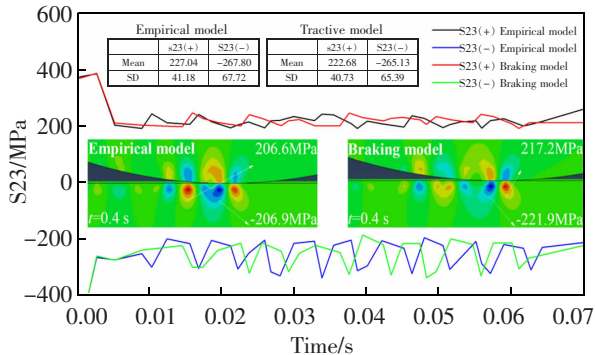 600
400
200
0
-200
-400
S23/MPa
Empirical model
s23(+) S23(−)
Mean 227.04 −267.80
SD 41.18 67.72
Tractive model
s23(+) S23(−)
Mean 222.68 −265.13
SD 40.73 65.39
S23(+) Empirical model
S23(−) Empirical model
S23(+) Braking model
S23(−) Braking model
Empirical model 206.6MPa
t=0.4 s -206.9MPa
Braking model 217.2MPa
t=0.4 s -221.9MPa
0.00 0.01 0.02 0.03 0.04 0.05 0.06 0.07
Time/s